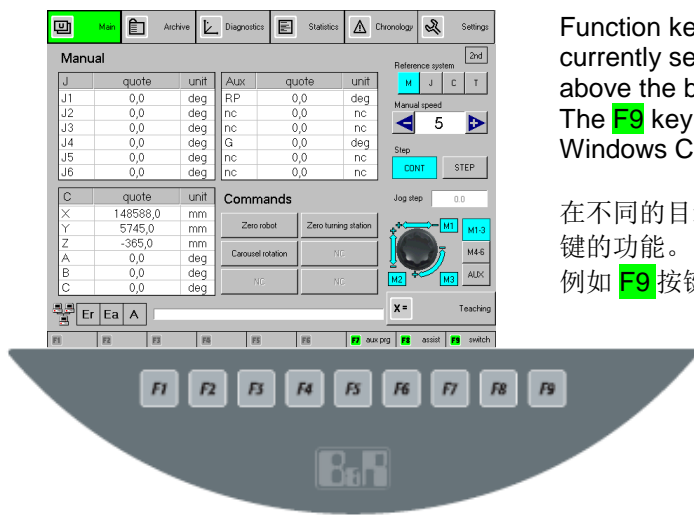 Main Archive Diagnostics Statistics Chronology Settings
Manual
2nd
Reference system
M J C T
J quote unit
J1 0,0 deg
J2 0,0 deg
J3 0,0 deg
J4 0,0 deg
J5 0,0 deg
J6 0,0 deg
Aux quote unit
RP 0,0 deg
nc 0,0 nc
nc 0,0 nc
G 0,0 deg
nc 0,0 nc
nc 0,0 nc
Manual speed
5
Step
CONT STEP
C quote unit
X 148588,0 mm
Y 5745,0 mm
Z -365,0 mm
A 0,0 deg
B 0,0 deg
C 0,0 deg
Commands
Zero robot Zero turning station
Carousel rotation NC
NC NC
Jog step 0.0
M1 M1-3
M4-6
M2 M3 AUX
Er Ea A
X= Teaching
F1 F2 F3 F4 F5 F6 F7 aux prg F8 assist F9 switch
F1 F2 F3 F4 F5 F6 F7 F8 F9
B&R
Function
currently
above the
The F9 key
Windows
在不同的目
键的功能。
例如 F9 按